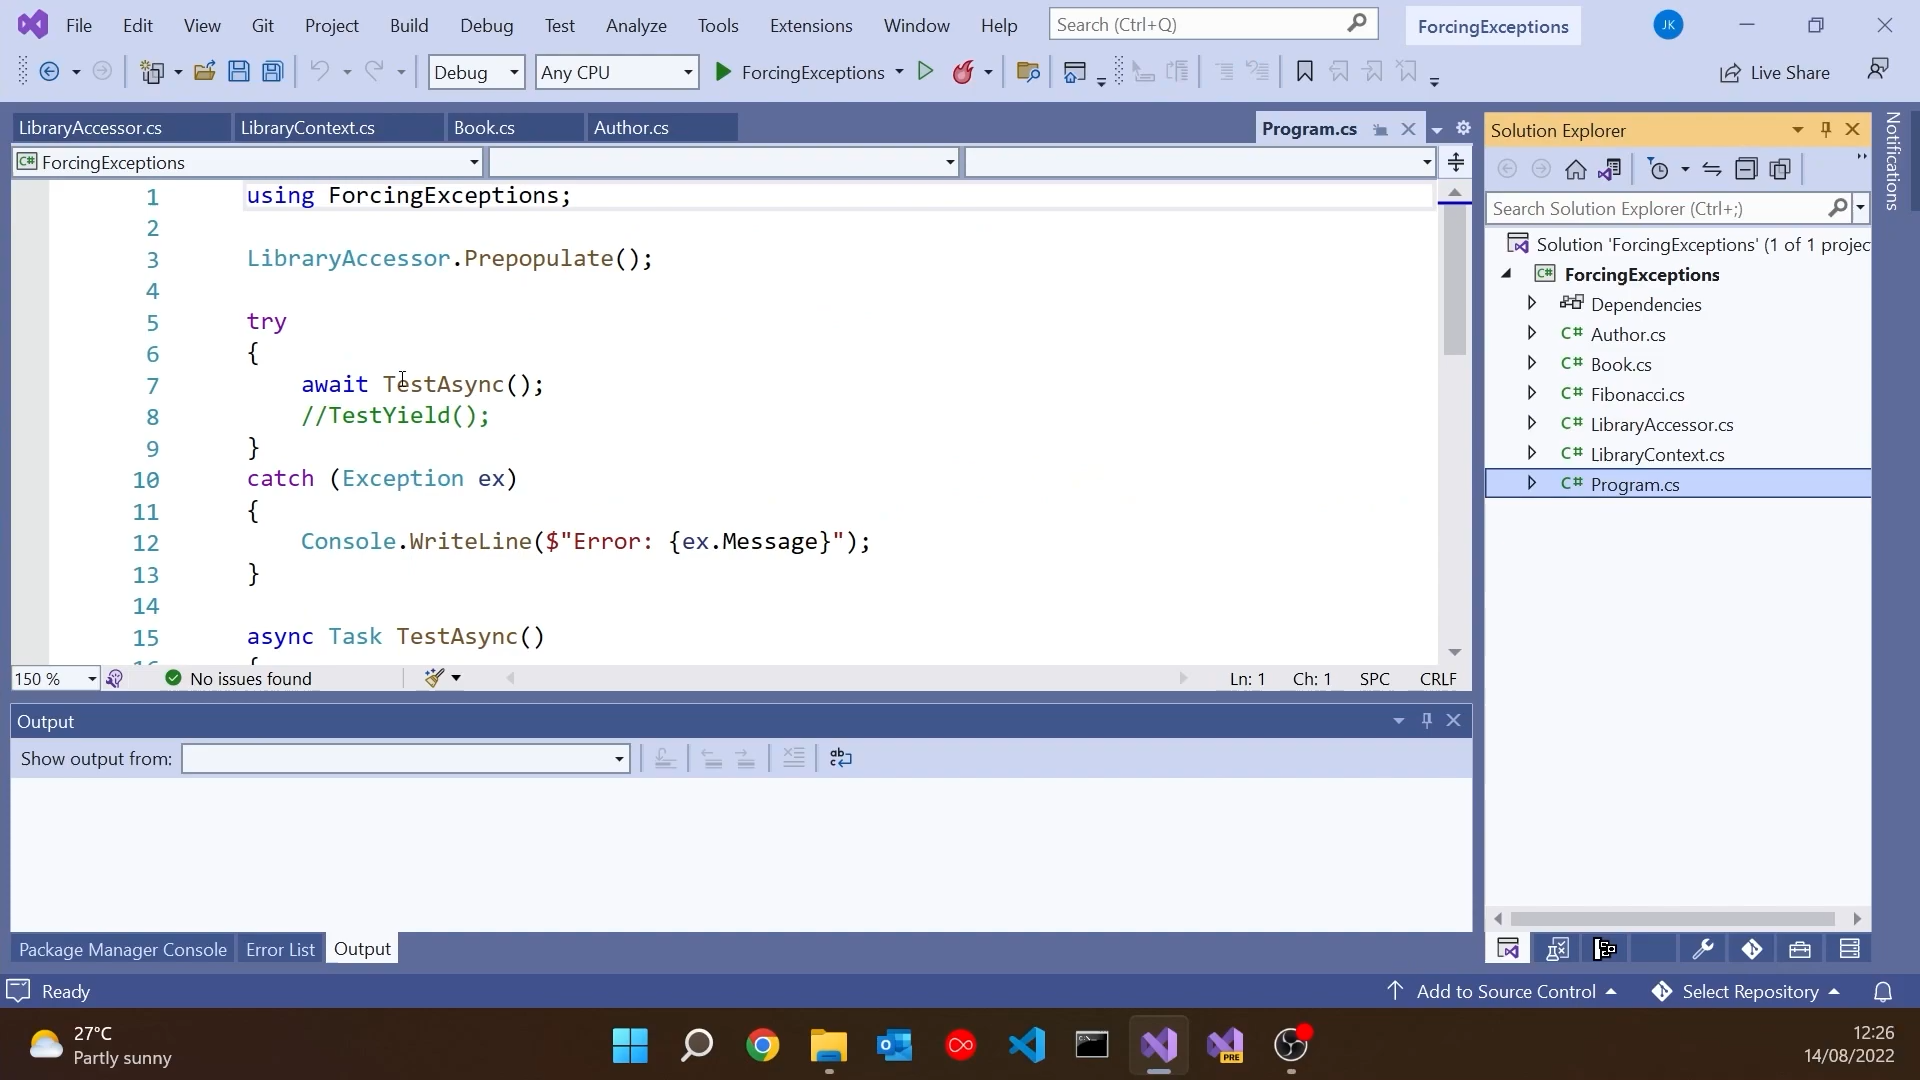 File Edit View Git Project Build Debug Test Analyze Tools Extensions Window Help Search (Ctrl+Q) ForcingExceptions JK
Debug Any CPU ForcingExceptions Live Share
LibraryAccessor.cs LibraryContext.cs Book.cs Author.cs Program.cs
C# ForcingExceptions
1 using ForcingExceptions;
2
3 LibraryAccessor.Prepopulate();
4
5 try
6 {
7 await TestAsync();
8 //TestYield();
9 }
10 catch (Exception ex)
11 {
12 Console.WriteLine($"Error: {ex.Message}");
13 }
14
15 async Task TestAsync()
16 {
150 % No issues found Ln: 1 Ch: 1 SPC CRLF
Output
Show output from:
Package Manager Console Error List Output
Solution Explorer
Search Solution Explorer (Ctrl+;)
Solution 'ForcingExceptions' (1 of 1 projec
C# ForcingExceptions
Dependencies
C# Author.cs
C# Book.cs
C# Fibonacci.cs
C# LibraryAccessor.cs
C# LibraryContext.cs
C# Program.cs
Notifications
Ready Add to Source Control Select Repository
27°C
Partly sunny
PRE
12:26
14/08/2022